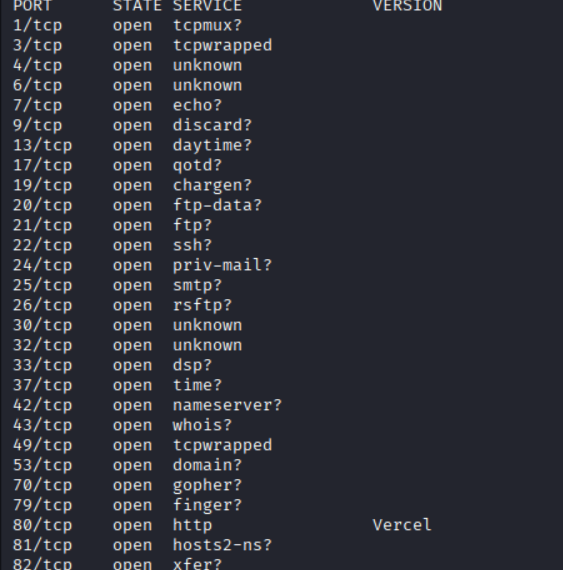 PORT STATE SERVICE VERSION
1/tcp open tcpmux?
3/tcp open tcpwrapped
4/tcp open unknown
6/tcp open unknown
7/tcp open echo?
9/tcp open discard?
13/tcp open daytime?
17/tcp open qotd?
19/tcp open chargen?
20/tcp open ftp-data?
21/tcp open ftp?
22/tcp open ssh?
24/tcp open priv-mail?
25/tcp open smtp?
26/tcp open rsftp?
30/tcp open unknown
32/tcp open unknown
33/tcp open dsp?
37/tcp open time?
42/tcp open nameserver?
43/tcp open whois?
49/tcp open tcpwrapped
53/tcp open domain?
70/tcp open gopher?
79/tcp open finger?
80/tcp open http Vercel
81/tcp open hosts2-ns?
82/tcp open xfer?